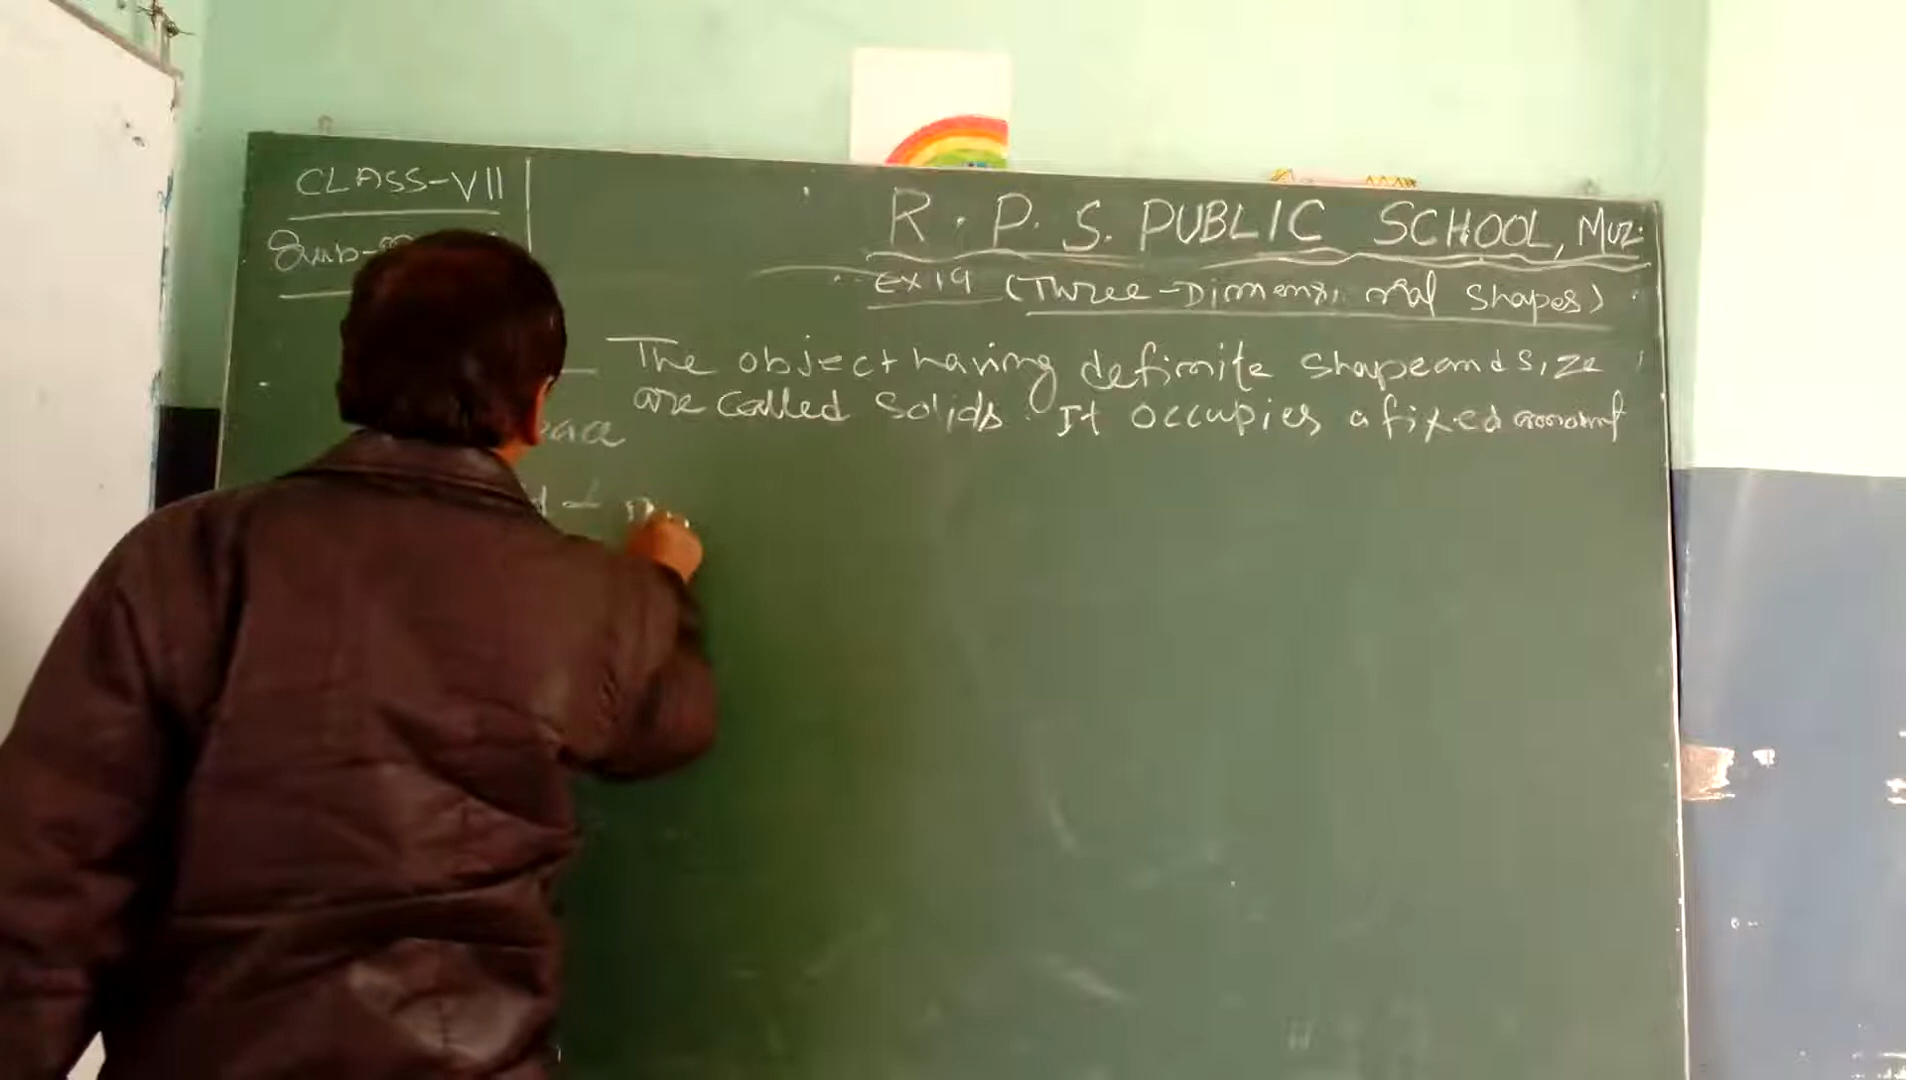 CLASS-VII
Sub-
R. P. S. PUBLIC SCHOOL, MUZ.
EX 19 (Three-Dimensional Shapes)
The object having definite shape and size
are called Solids. It occupies a fixed amount